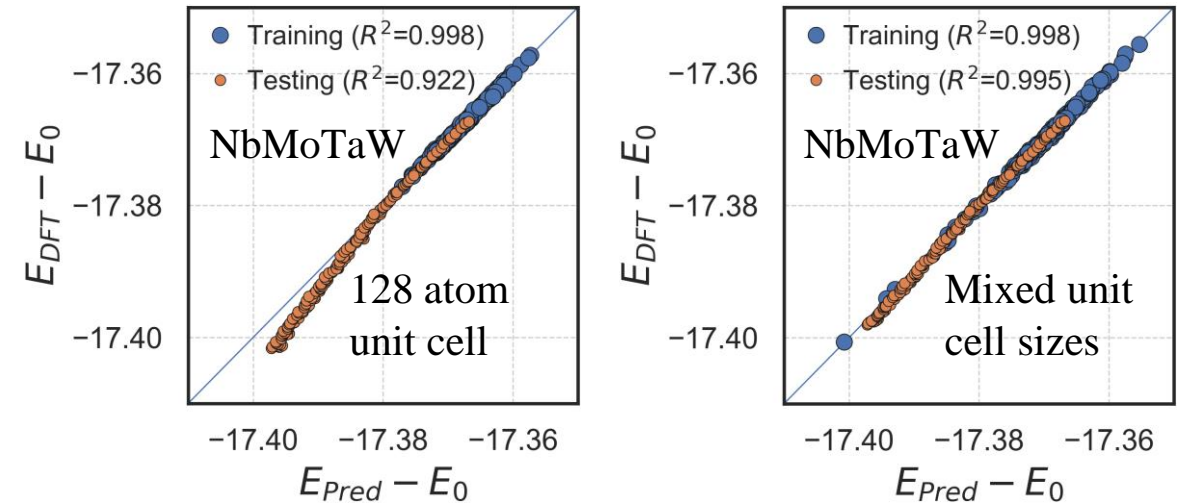 Training (R²=0.998)
Testing (R²=0.922)
NbMoTaW
128 atom
unit cell
−17.36
−17.38
−17.40
E_DFT − E_0
−17.40
−17.38
−17.36
E_Pred − E_0
Training (R²=0.998)
Testing (R²=0.995)
NbMoTaW
Mixed unit
cell sizes
−17.36
−17.38
−17.40
E_DFT − E_0
−17.40
−17.38
−17.36
E_Pred − E_0